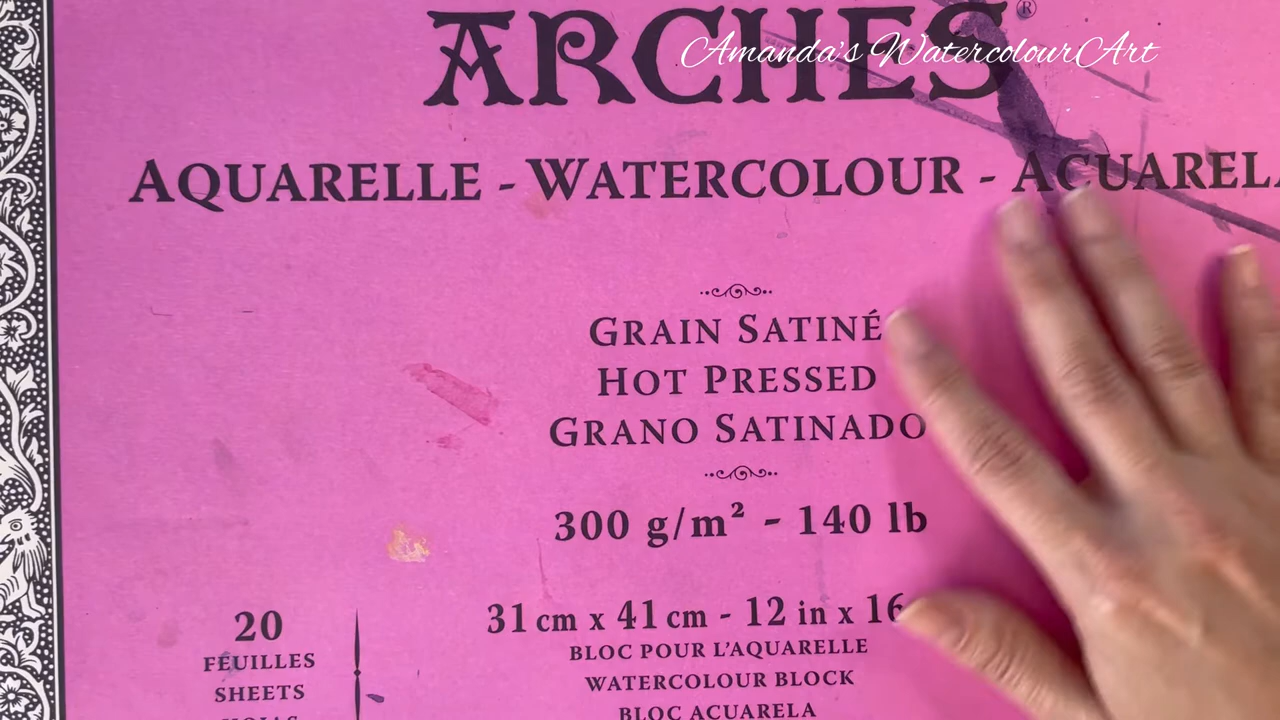 ARCHES®
Amanda's WatercolourArt
AQUARELLE - WATERCOLOUR -
GRAIN SATINÉ
HOT PRESSED
GRANO SATINADO
300 g/m² - 140 lb
31 cm x 41 cm - 12 in x 16
20
FEUILLES
SHEETS
BLOC POUR L'AQUARELLE
WATERCOLOUR BLOCK
BLOC ACUARELA